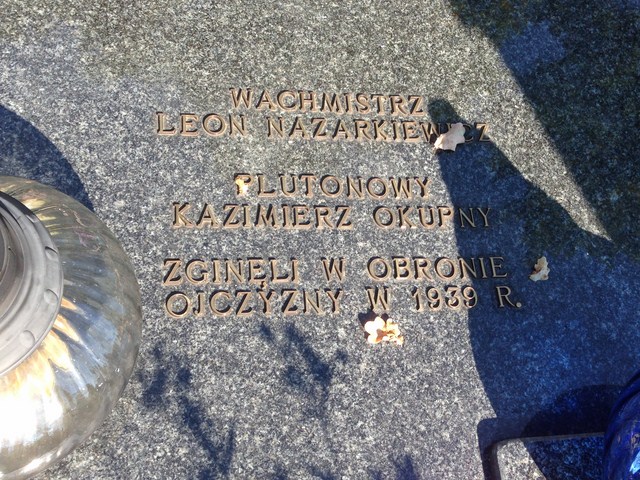 WACHMISTRZ
LEON NAZARKIEWICZ
PLUTONOWY
KAZIMIERZ OKUPNY
ZGINĘLI W OBRONIE
OJCZYZNY W 1939 R.